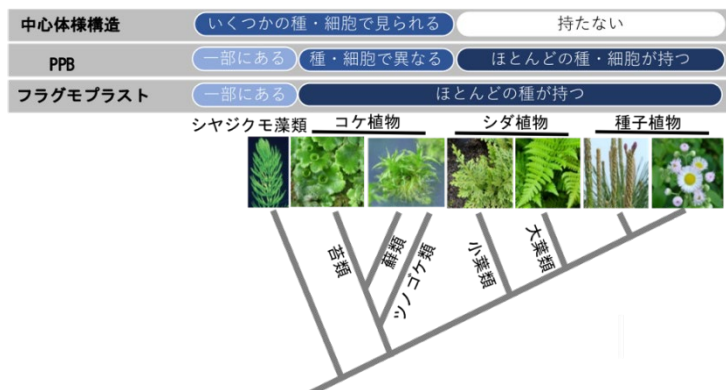 中心体様構造 いくつかの種・細胞で見られる 持たない
PPB 一部にある 種・細胞で異なる ほとんどの種・細胞が持つ
フラグモプラスト 一部にある ほとんどの種が持つ
シヤジクモ藻類 コケ植物 シダ植物 種子植物
苔類
蘚類
ツノゴケ類
小葉類
大葉類